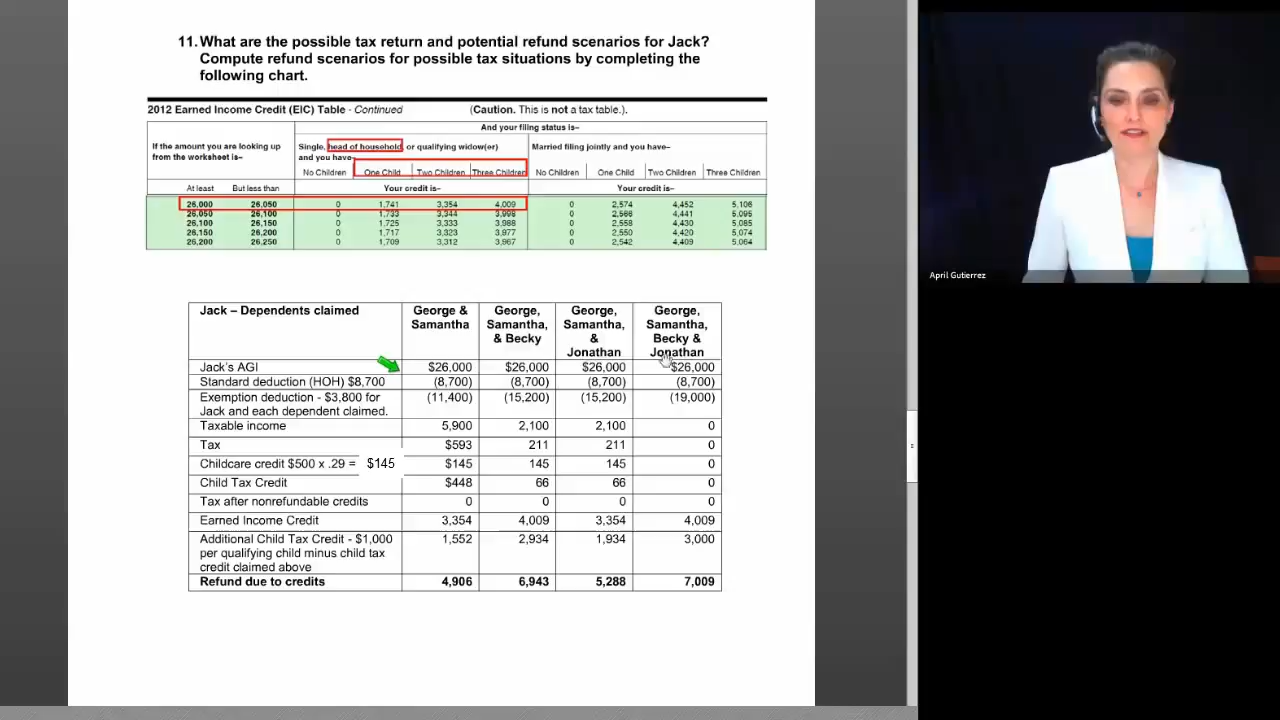 11. What are the possible tax return and potential refund scenarios for Jack?
Compute refund scenarios for possible tax situations by completing the
following chart.
2012 Earned Income Credit (EIC) Table - Continued (Caution. This is not a tax table.).
And your filing status is–
If the amount you are looking up from the worksheet is–
Single, head of household, or qualifying widow(er) and you have–
Married filing jointly and you have–
No Children One Child Two Children Three Children No Children One Child Two Children Three Children
At least But less than Your credit is– Your credit is–
26,000 26,050 0 1,741 3,354 4,009 0 2,574 4,452 5,106
26,050 26,100 0 1,733 3,344 3,998 0 2,566 4,441 5,095
26,100 26,150 0 1,725 3,333 3,988 0 2,558 4,430 5,085
26,150 26,200 0 1,717 3,323 3,977 0 2,550 4,420 5,074
26,200 26,250 0 1,709 3,312 3,967 0 2,542 4,409 5,064
Jack – Dependents claimed
George & Samantha
George, Samantha, & Becky
George, Samantha, & Jonathan
George, Samantha, Becky & Jonathan
Jack's AGI $26,000 $26,000 $26,000 $26,000
Standard deduction (HOH) $8,700 (8,700) (8,700) (8,700) (8,700)
Exemption deduction - $3,800 for (11,400) (15,200) (15,200) (19,000)
Jack and each dependent claimed.
Taxable income 5,900 2,100 2,100 0
Tax $593 211 211 0
Childcare credit $500 x .29 = $145 $145 145 145 0
Child Tax Credit $448 66 66 0
Tax after nonrefundable credits 0 0 0 0
Earned Income Credit 3,354 4,009 3,354 4,009
Additional Child Tax Credit - $1,000 1,552 2,934 1,934 3,000
per qualifying child minus child tax
credit claimed above
Refund due to credits 4,906 6,943 5,288 7,009
April Gutierrez